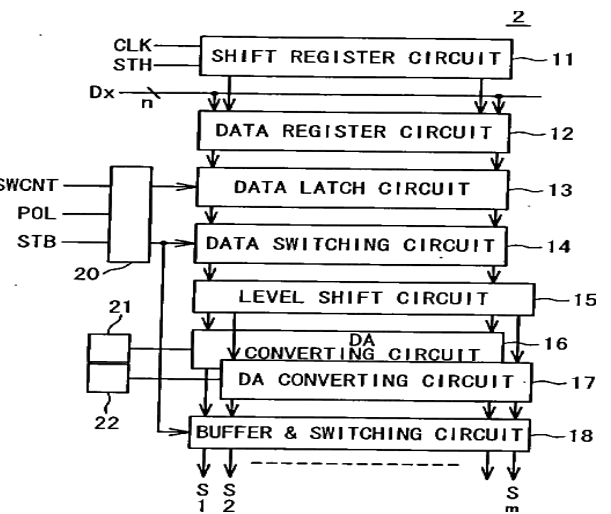 2
CLK
STH
SHIFT REGISTER CIRCUIT
11
Dx
n
DATA REGISTER CIRCUIT
12
SWCNT
POL
STB
20
DATA LATCH CIRCUIT
13
DATA SWITCHING CIRCUIT
14
LEVEL SHIFT CIRCUIT
15
21
22
DA
CONVERTING CIRCUIT
16
DA CONVERTING CIRCUIT
17
BUFFER & SWITCHING CIRCUIT
18
S
1
S
2
S
m